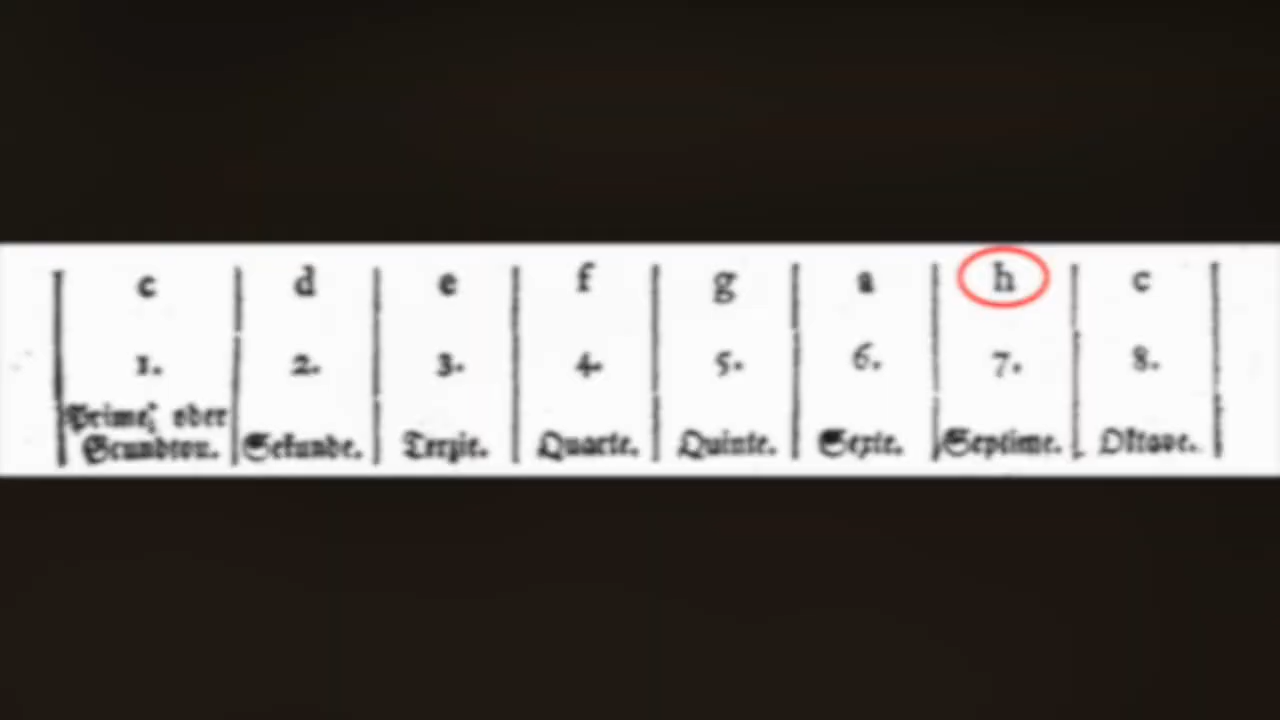 c d e f g a h c
1. 2. 3. 4. 5. 6. 7. 8.
Prime, oder
Grundton. Sekunde. Terzie. Quarte. Quinte. Sexte. Septime. Oktave.